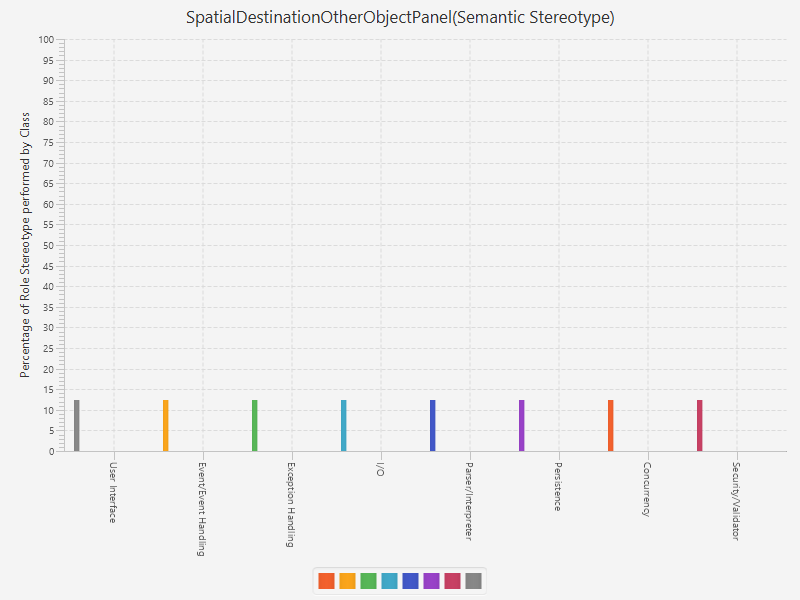 SpatialDestinationOtherObjectPanel(Semantic Stereotype)
Percentage of Role Stereotype performed by Class
100
95
90
85
80
75
70
65
60
55
50
45
40
35
30
25
20
15
10
5
0
User Interface
Event/Event Handling
Exception Handling
I/O
Parser/Interpreter
Persistence
Concurrency
Security/Validator